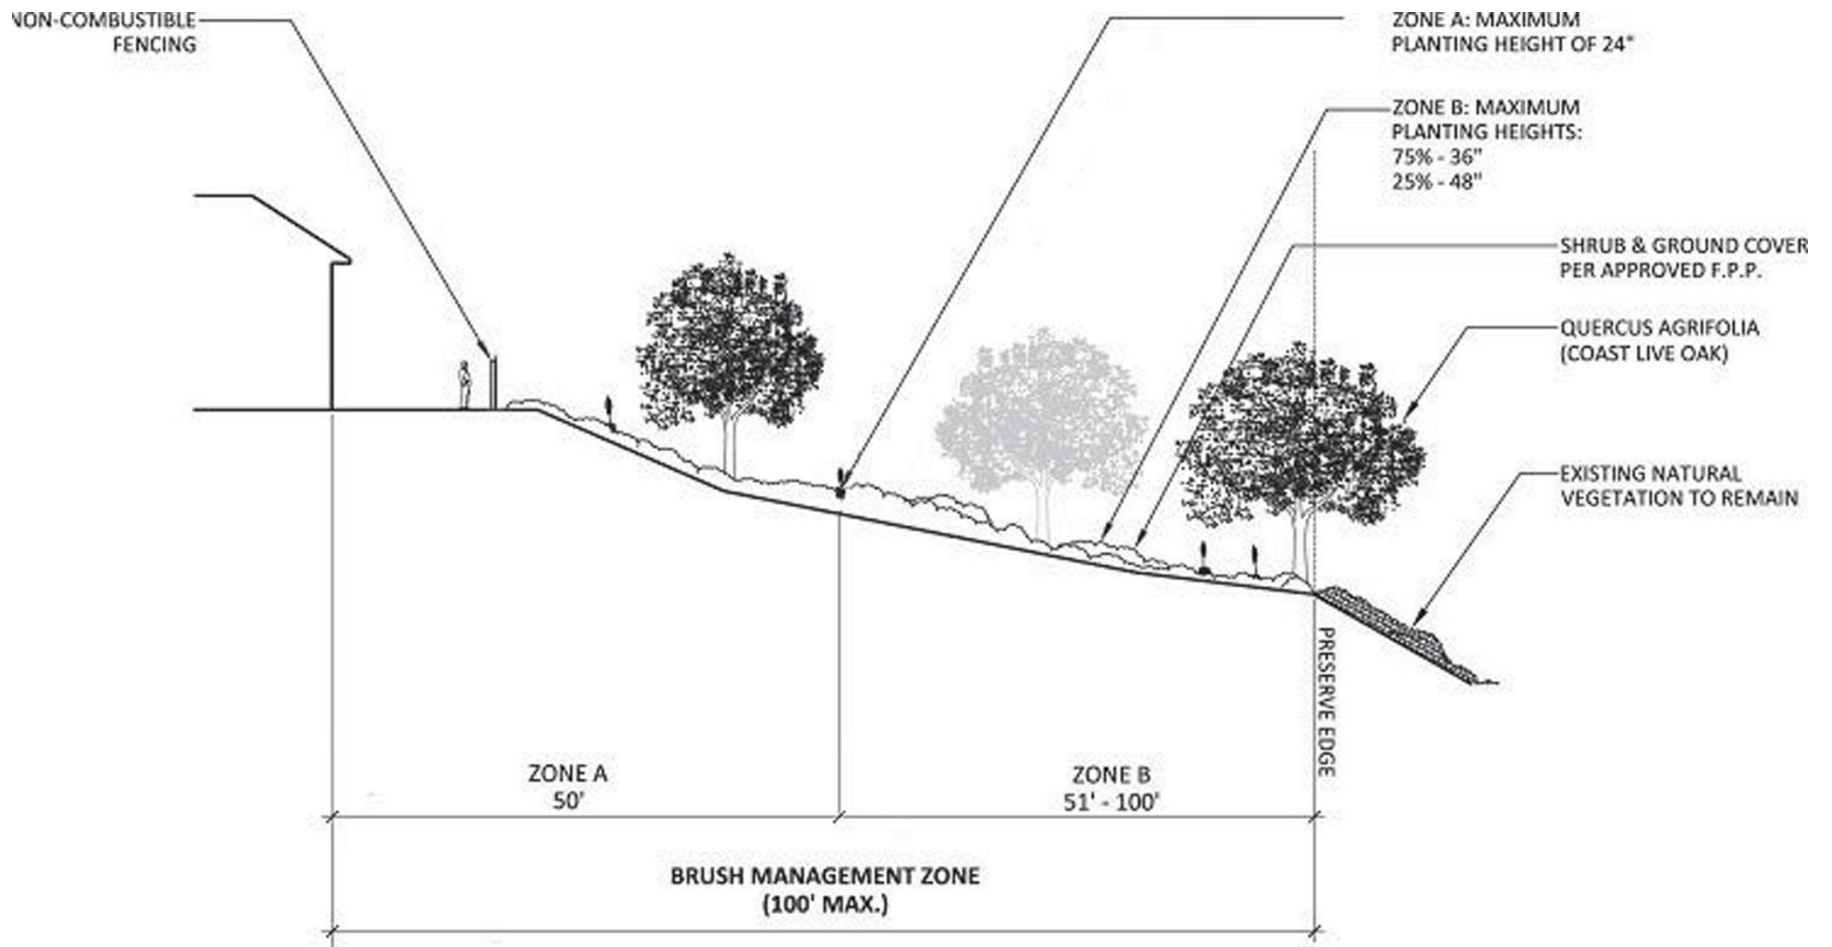 NON-COMBUSTIBLE
FENCING
ZONE A: MAXIMUM
PLANTING HEIGHT OF 24"
ZONE B: MAXIMUM
PLANTING HEIGHTS:
75% - 36"
25% - 48"
SHRUB & GROUND COVER
PER APPROVED F.P.P.
QUERCUS AGRIFOLIA
(COAST LIVE OAK)
EXISTING NATURAL
VEGETATION TO REMAIN
PRESERVE EDGE
ZONE A
50'
ZONE B
51' - 100'
BRUSH MANAGEMENT ZONE
(100' MAX.)